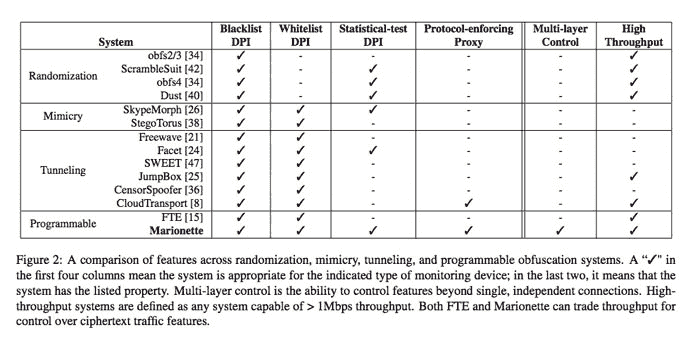 Blacklist Whitelist Statistical-test Protocol-enforcing Multi-layer High
System DPI DPI DPI Proxy Control Throughput
obfs2/3 [34] ✓ - - - - ✓
Randomization ScrambleSuit [42] ✓ - ✓ - - ✓
obfs4 [34] ✓ - ✓ - - ✓
Dust [40] ✓ - ✓ - - ✓
Mimicry SkypeMorph [26] ✓ ✓ ✓ - - -
StegoTorus [38] ✓ ✓ - - - -
Freewave [21] ✓ ✓ - - - -
Facet [24] ✓ ✓ ✓ - - -
Tunneling SWEET [47] ✓ ✓ - - - -
JumpBox [25] ✓ ✓ - - - ✓
CensorSpoofer [36] ✓ ✓ - - - -
CloudTransport [8] ✓ ✓ - ✓ - ✓
Programmable FTE [15] ✓ ✓ - - - ✓
Marionette ✓ ✓ ✓ ✓ ✓ ✓
Figure 2: A comparison of features across randomization, mimicry, tunneling, and programmable obfuscation systems. A “✓” in
the first four columns mean the system is appropriate for the indicated type of monitoring device; in the last two, it means that the
system has the listed property. Multi-layer control is the ability to control features beyond single, independent connections. High-
throughput systems are defined as any system capable of > 1Mbps throughput. Both FTE and Marionette can trade throughput for
control over ciphertext traffic features.